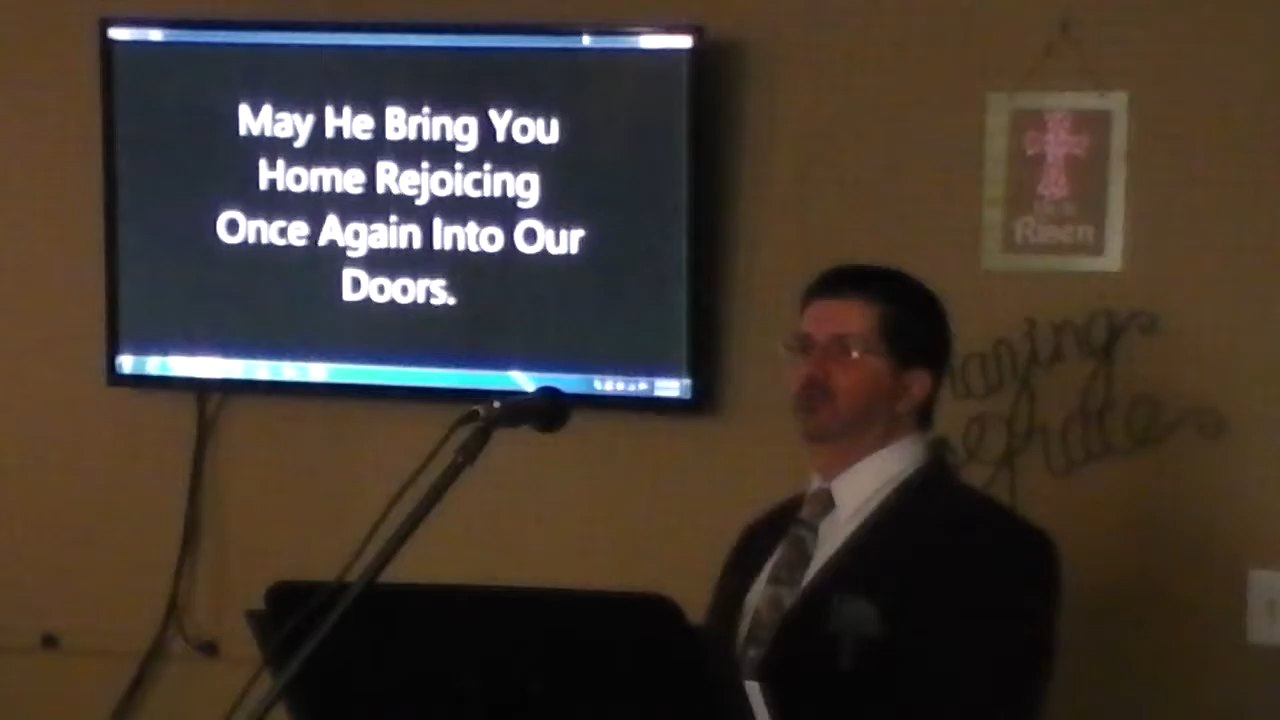 May He Bring You
Home Rejoicing
Once Again Into Our
Doors.
Risen